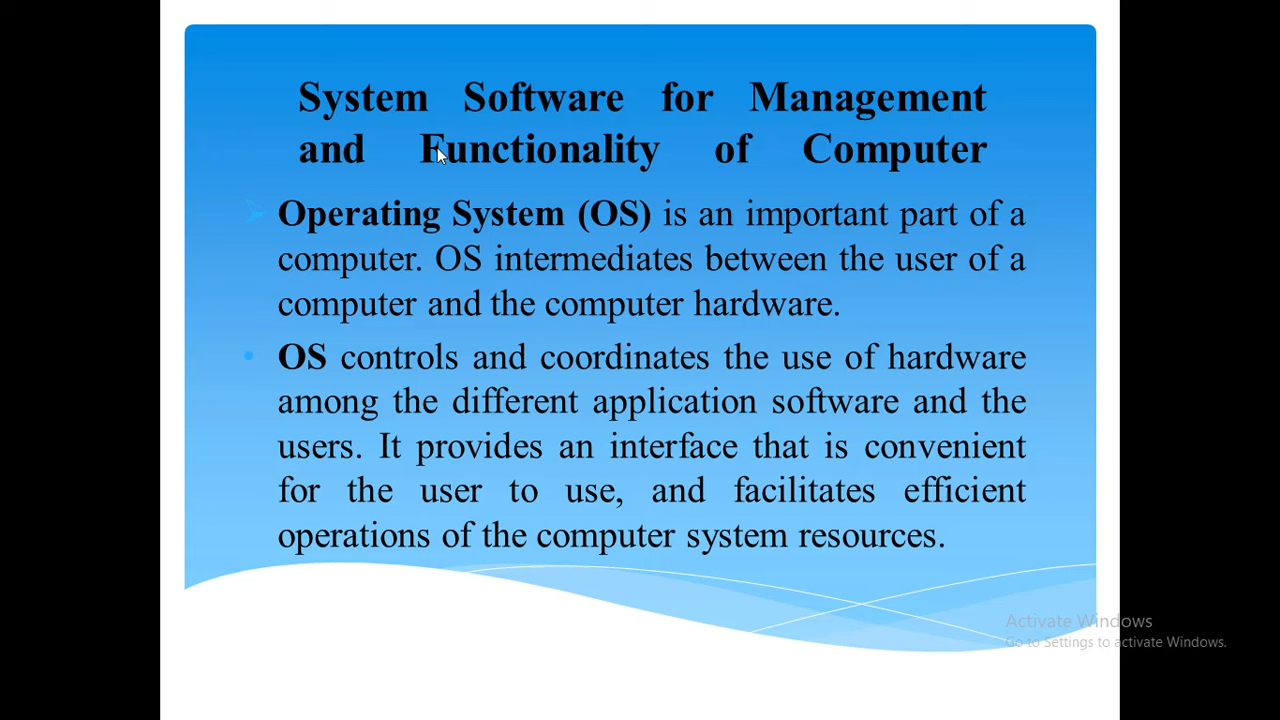 System Software for Management
and Functionality of Computer
Operating System (OS) is an important part of a
computer. OS intermediates between the user of a
computer and the computer hardware.
OS controls and coordinates the use of hardware
among the different application software and the
users. It provides an interface that is convenient
for the user to use, and facilitates efficient
operations of the computer system resources.
Activate Windows
Go to Settings to activate Windows.